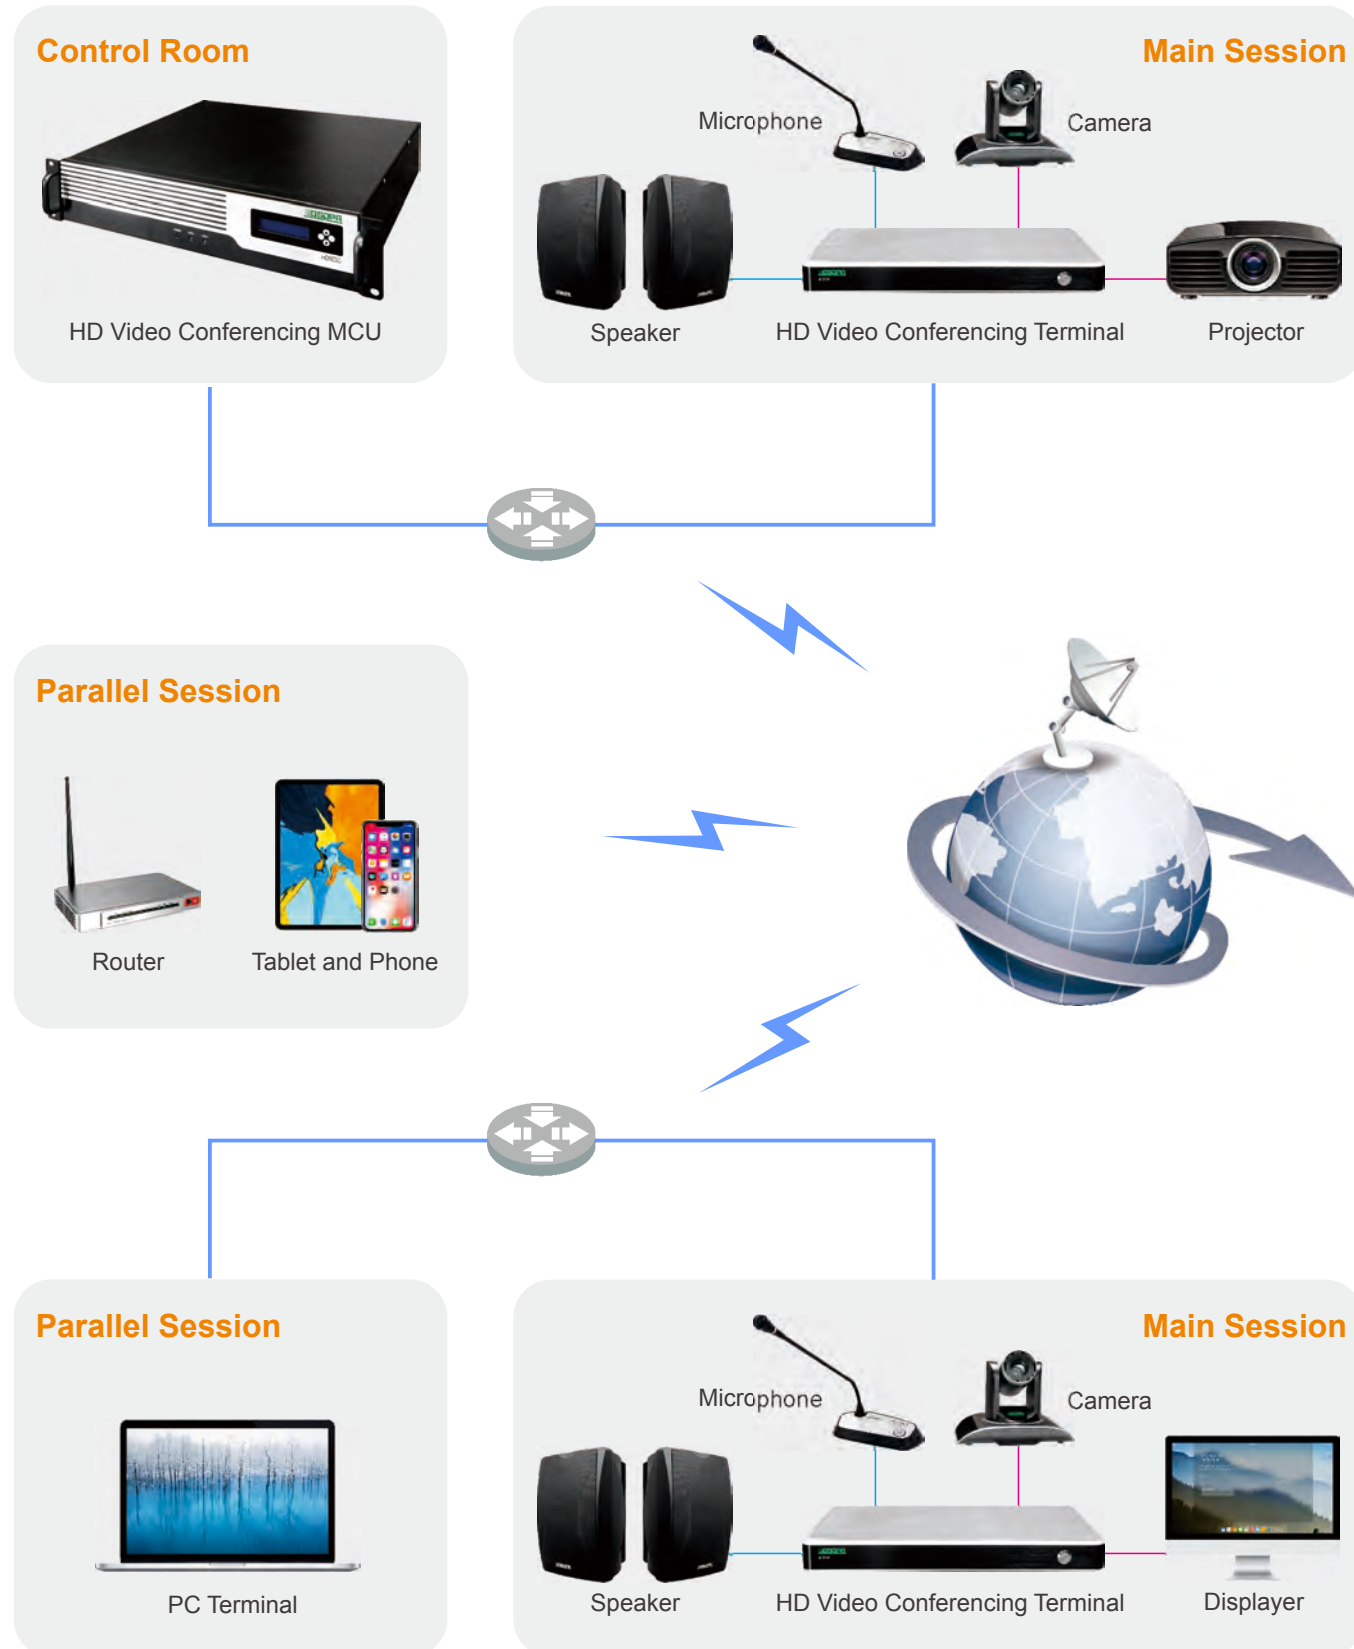 Control Room
HD Video Conferencing MCU
Main Session
Microphone
Camera
Speaker
HD Video Conferencing Terminal
Projector
Parallel Session
Router
Tablet and Phone
Parallel Session
PC Terminal
Main Session
Microphone
Camera
Speaker
HD Video Conferencing Terminal
Displayer